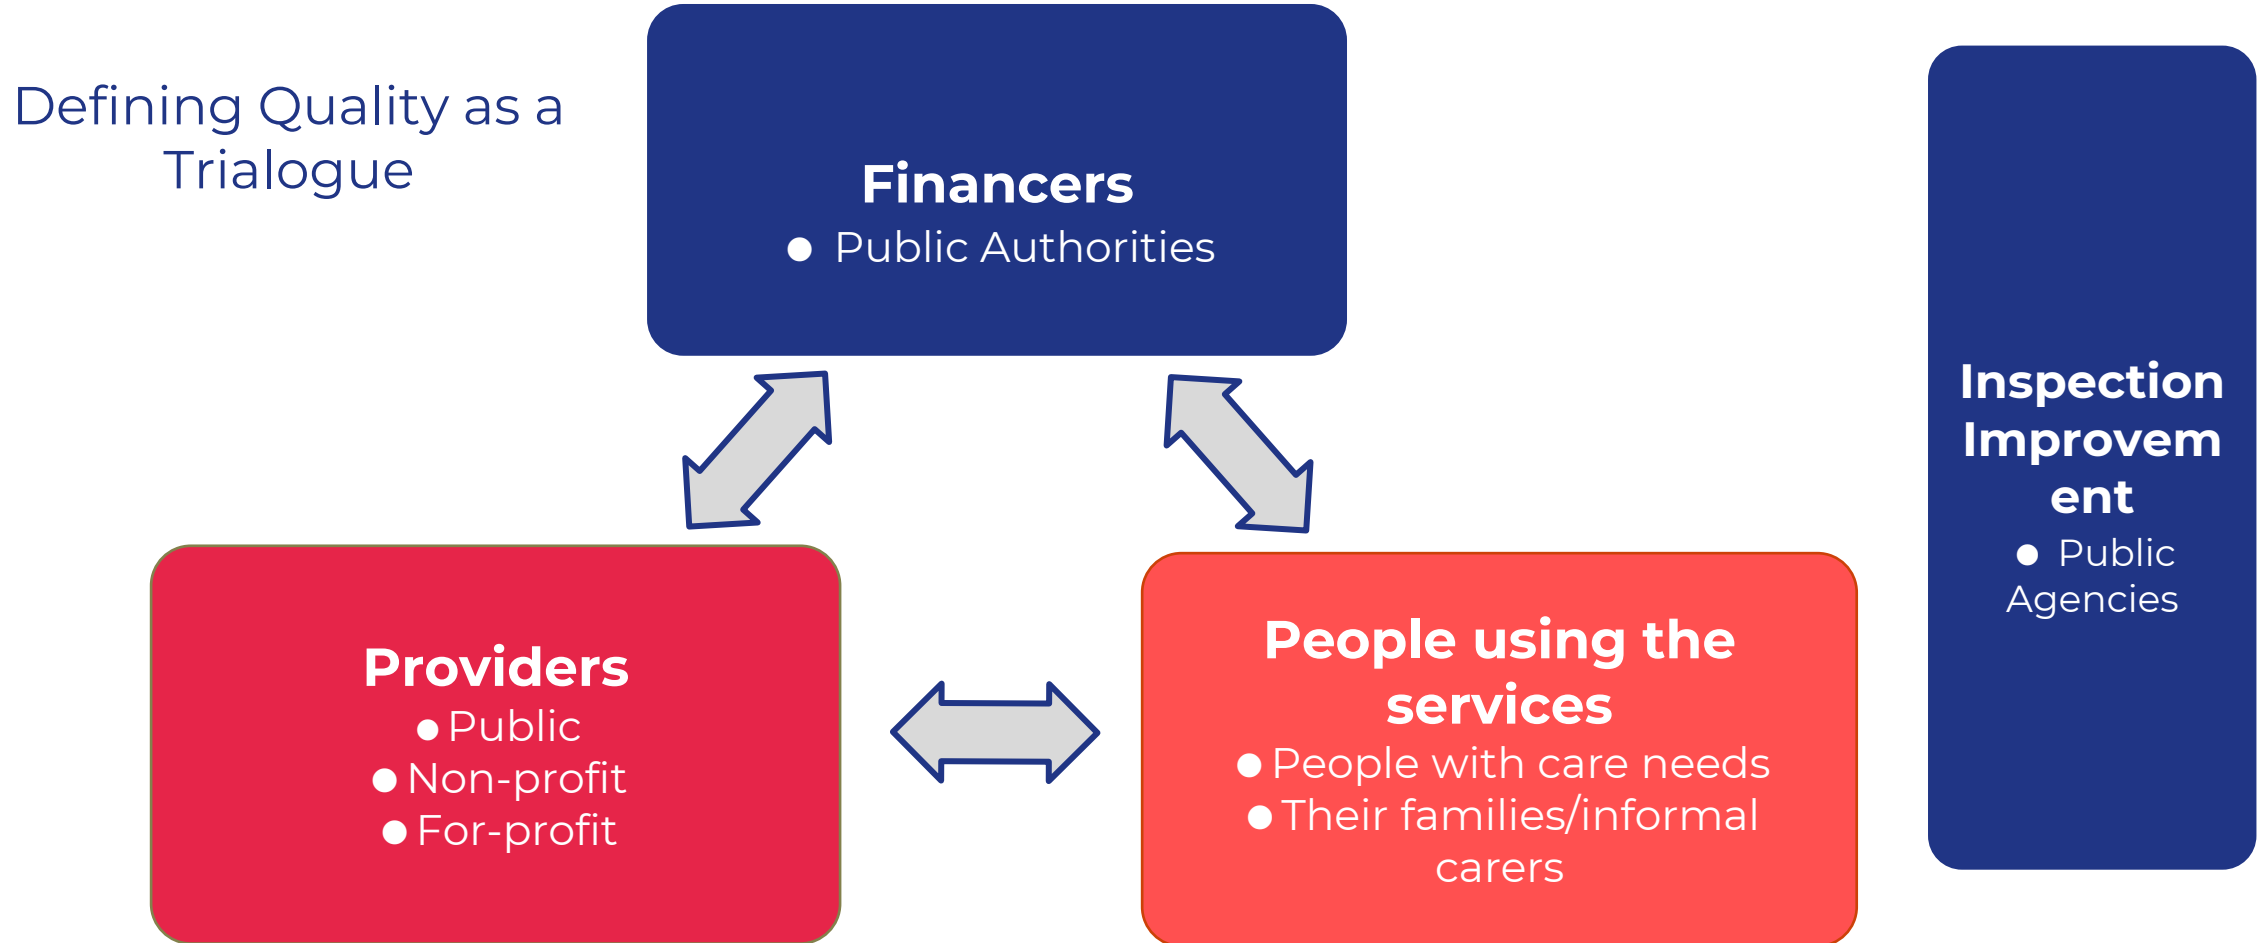 Defining Quality as a
Trialogue
Financers
● Public Authorities
Providers
● Public
● Non-profit
● For-profit
People using the
services
● People with care needs
● Their families/informal
carers
Inspection
Improvem
ent
● Public
Agencies